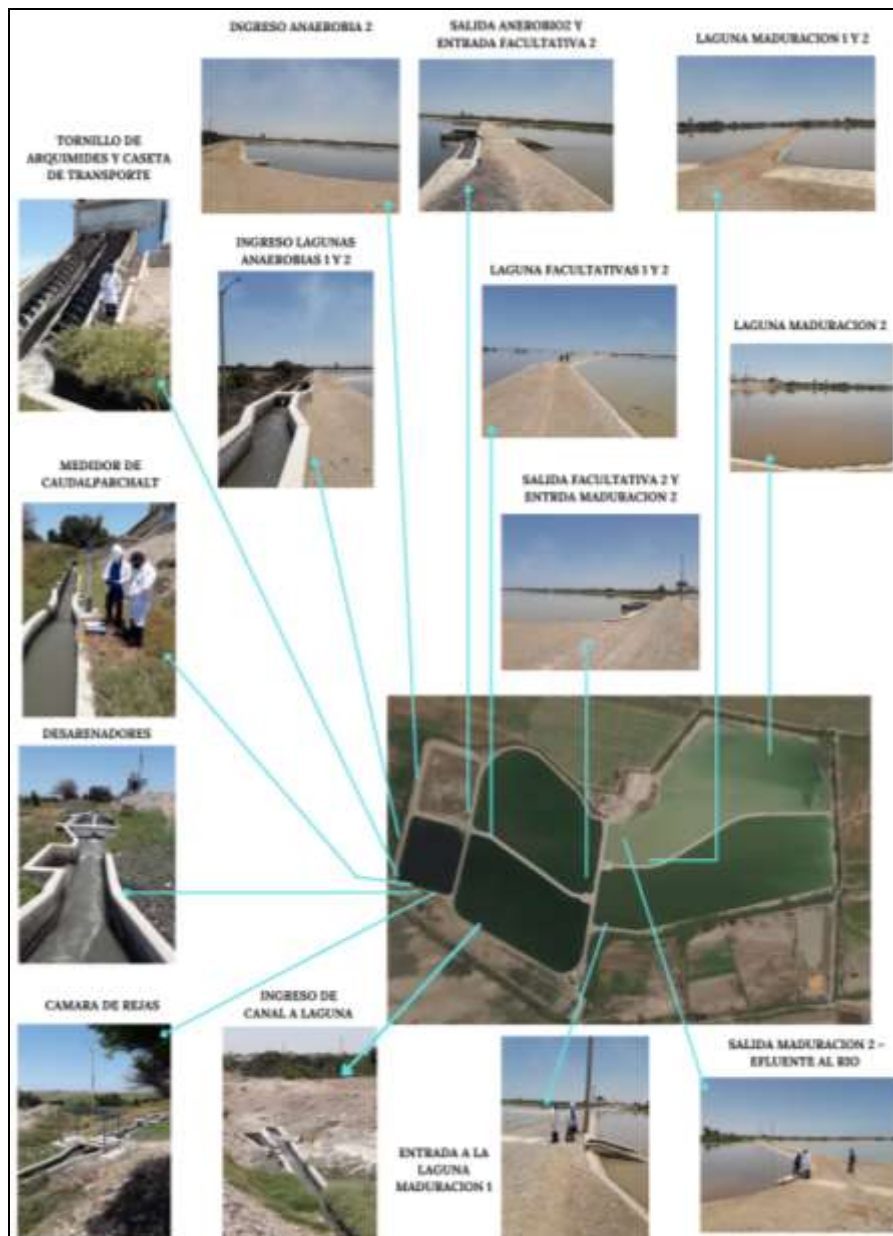 INGRESO ANAEROBIA 2
SALIDA ANEROBIO2 Y
ENTRADA FACULTATIVA 2
LAGUNA MADURACION 1 Y 2
TORNILLO DE
ARQUIMIDES Y CASETA
DE TRANSPORTE
INGRESO LAGUNAS
ANAEROBIAS 1 Y 2
LAGUNA FACULTATIVAS 1 Y 2
LAGUNA MADURACION 2
MEDIDOR DE
CAUDALPARCHALT
SALIDA FACULTATIVA 2 Y
ENTRDA MADURACION 2
DESARENADORES
CAMARA DE REJAS
INGRESO DE
CANAL A LAGUNA
ENTRADA A LA
LAGUNA
MADURACION 1
SALIDA MADURACION 2 –
EFLUENTE AL RIO